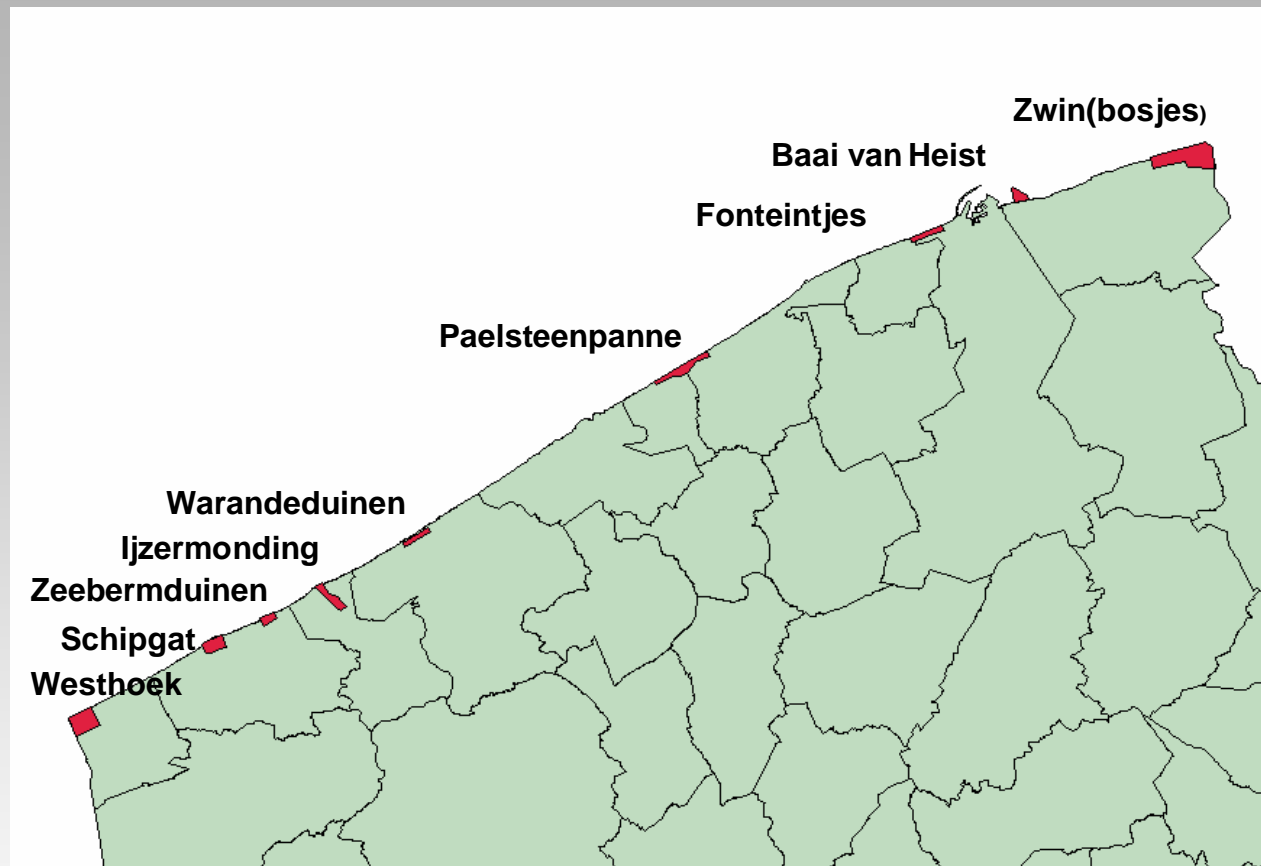 Zwin(bosjes)
Baai van Heist
Fonteintjes
Paelsteenpanne
Warandeduinen
Ijzermonding
Zeebermduinen
Schipgat
Westhoek